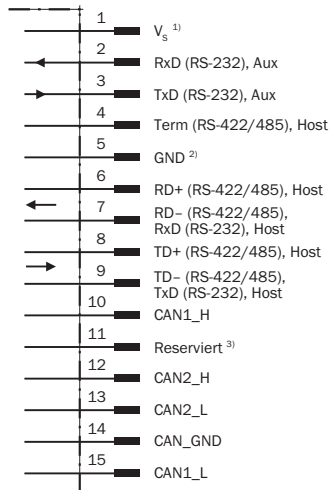 1 Vs 1)
2 RxD (RS-232), Aux
3 TxD (RS-232), Aux
4 Term (RS-422/485), Host
5 GND 2)
6 RD+ (RS-422/485), Host
7 RD– (RS-422/485),
RxD (RS-232), Host
8 TD+ (RS-422/485), Host
9 TD– (RS-422/485),
TxD (RS-232), Host
10 CAN1_H
11 Reserviert 3)
12 CAN2_H
13 CAN2_L
14 CAN_GND
15 CAN1_L